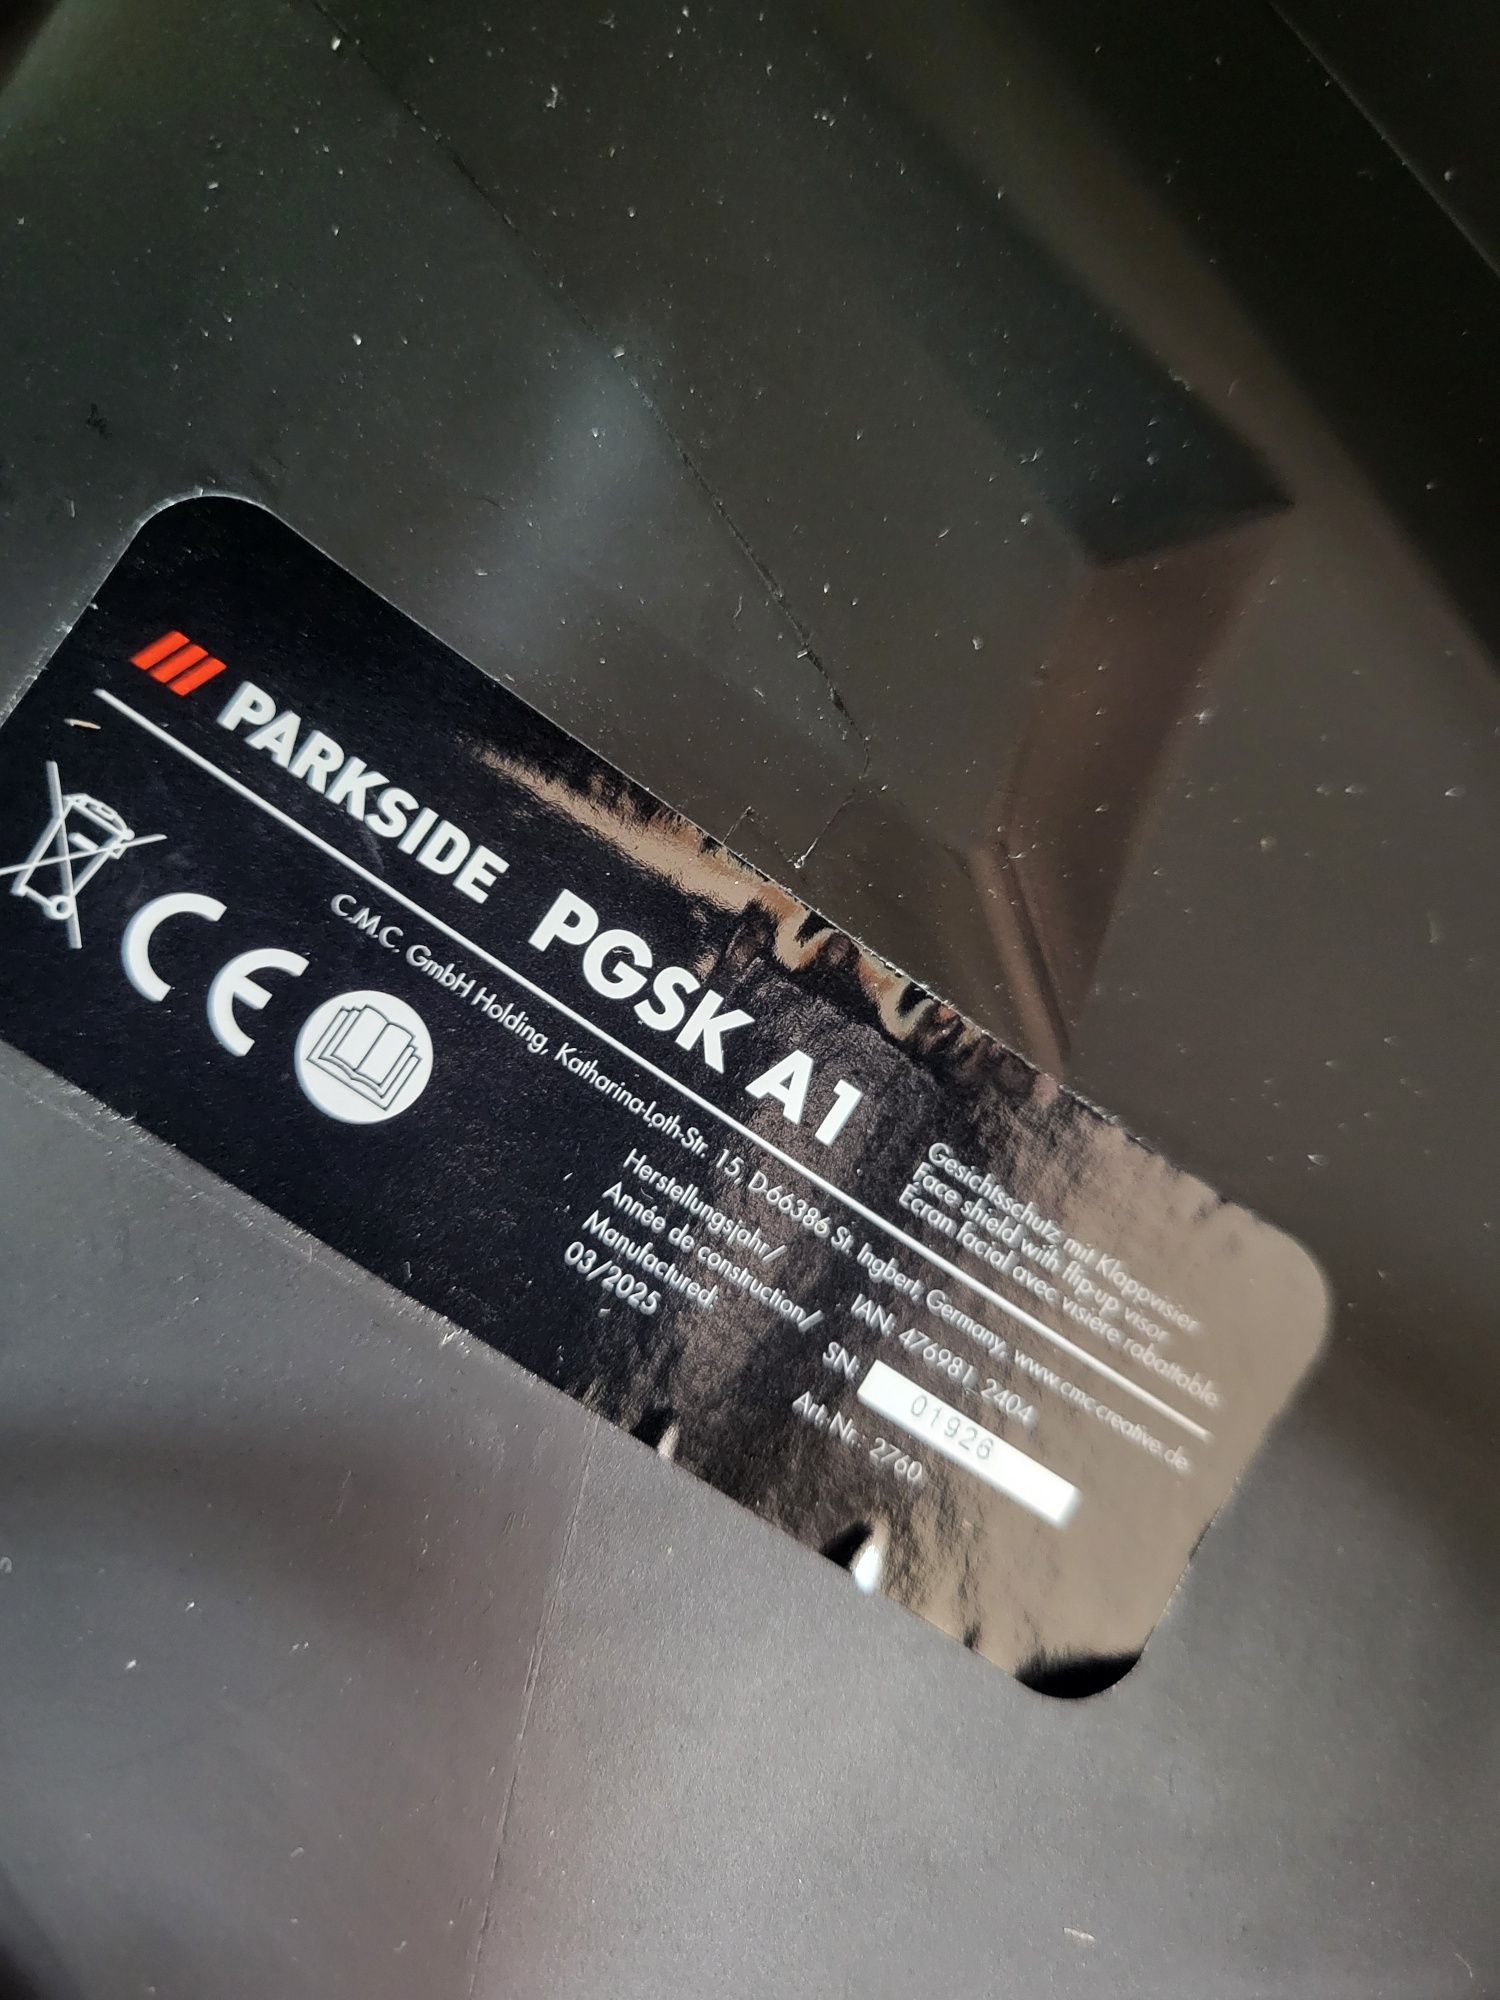 PARKSIDE PGSK A1
Gesichtsschutz mit Klappvisier
Face shield with flip-up visor
Écran facial avec visière rabattable
C.M.C. GmbH Holding, Katharina-Loth-Str. 15, D-66386 St. Ingbert, Germany, www.cmc-creative.de
CE
Herstellungsjahr/
Année de construction/
Manufactured:
03/2025
IAN: 476981_2404
SN: 01926
Art.-Nr.: 2760